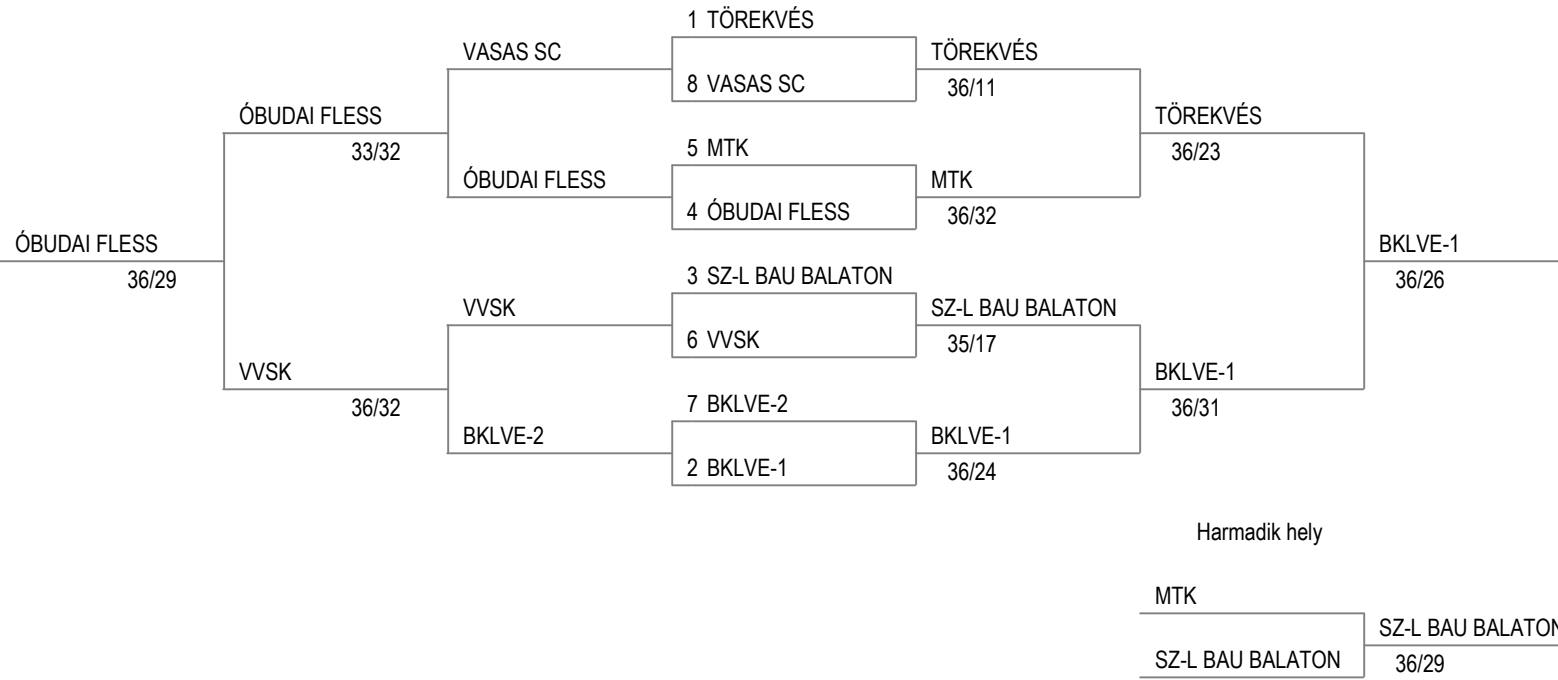 1 TÖREKVÉS
VASAS SC
TÖREKVÉS
8 VASAS SC
36/11
ÓBUDAI FLESS
TÖREKVÉS
33/32
5 MTK
36/23
ÓBUDAI FLESS
MTK
4 ÓBUDAI FLESS
36/32
ÓBUDAI FLESS
BKLVE-1
36/29
3 SZ-L BAU BALATON
36/26
VVSK
SZ-L BAU BALATON
6 VVSK
35/17
VVSK
BKLVE-1
36/32
7 BKLVE-2
36/31
BKLVE-2
BKLVE-1
2 BKLVE-1
36/24
Harmadik hely
MTK
SZ-L BAU BALATON
SZ-L BAU BALATON
36/29